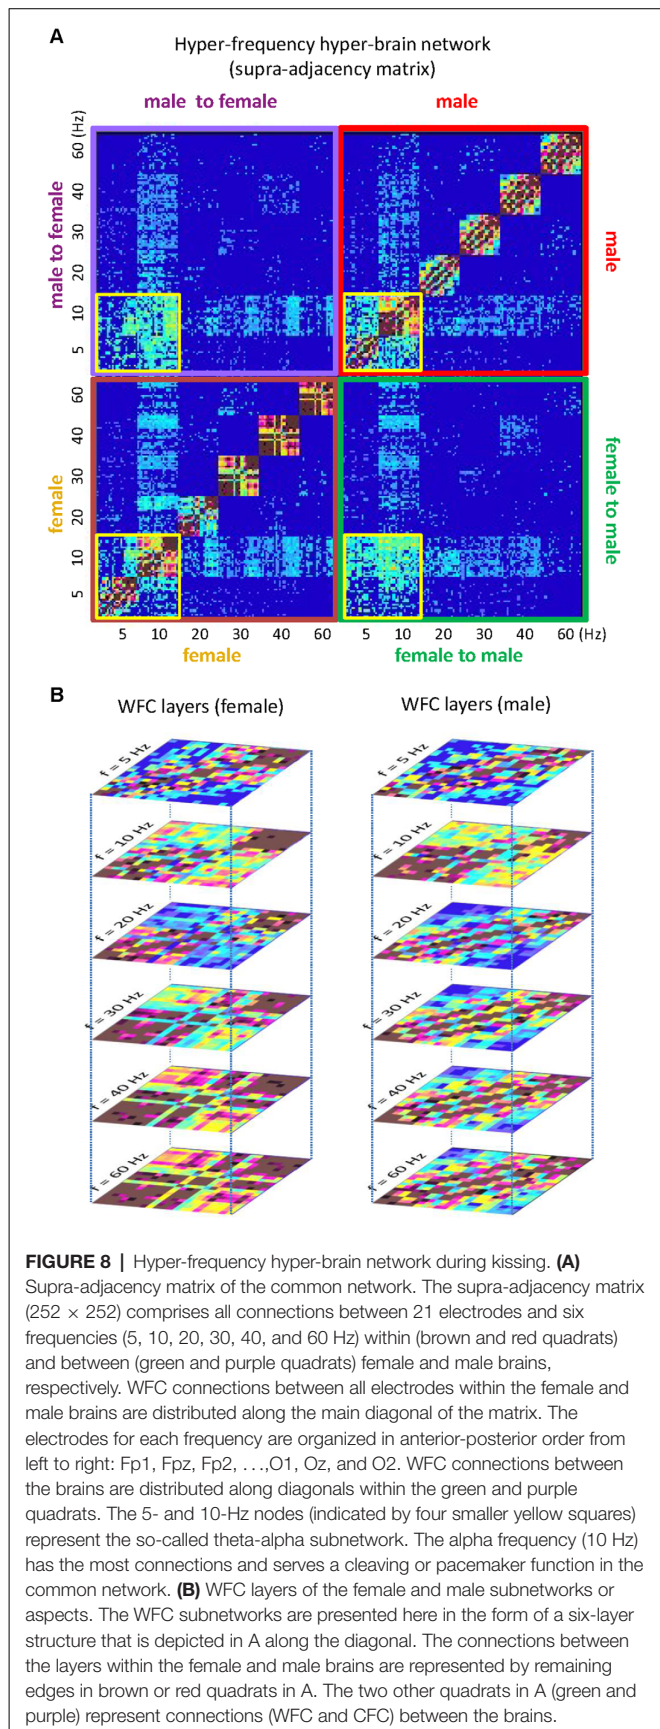 A
Hyper-frequency hyper-brain network
(supra-adjacency matrix)
male to female
male
60 (Hz)
40
30
20
10
5
male to female
male
60
40
30
20
10
5
female
female to male
5 10 20 30 40 60
5 10 20 30 40 60 (Hz)
female
female to male
B
WFC layers (female)
WFC layers (male)
f = 5 Hz
f = 10 Hz
f = 20 Hz
f = 30 Hz
f = 40 Hz
f = 60 Hz
f = 5 Hz
f = 10 Hz
f = 20 Hz
f = 30 Hz
f = 40 Hz
f = 60 Hz
FIGURE 8 | Hyper-frequency hyper-brain network during kissing. (A)
Supra-adjacency matrix of the common network. The supra-adjacency matrix
(252 × 252) comprises all connections between 21 electrodes and six
frequencies (5, 10, 20, 30, 40, and 60 Hz) within (brown and red quadrats)
and between (green and purple quadrats) female and male brains,
respectively. WFC connections between all electrodes within the female and
male brains are distributed along the main diagonal of the matrix. The
electrodes for each frequency are organized in anterior-posterior order from
left to right: Fp1, Fpz, Fp2, . . .,O1, Oz, and O2. WFC connections between
the brains are distributed along diagonals within the green and purple
quadrats. The 5- and 10-Hz nodes (indicated by four smaller yellow squares)
represent the so-called theta-alpha subnetwork. The alpha frequency (10 Hz)
has the most connections and serves a cleaving or pacemaker function in the
common network. (B) WFC layers of the female and male subnetworks or
aspects. The WFC subnetworks are presented here in the form of a six-layer
structure that is depicted in A along the diagonal. The connections between
the layers within the female and male brains are represented by remaining
edges in brown or red quadrats in A. The two other quadrats in A (green and
purple) represent connections (WFC and CFC) between the brains.